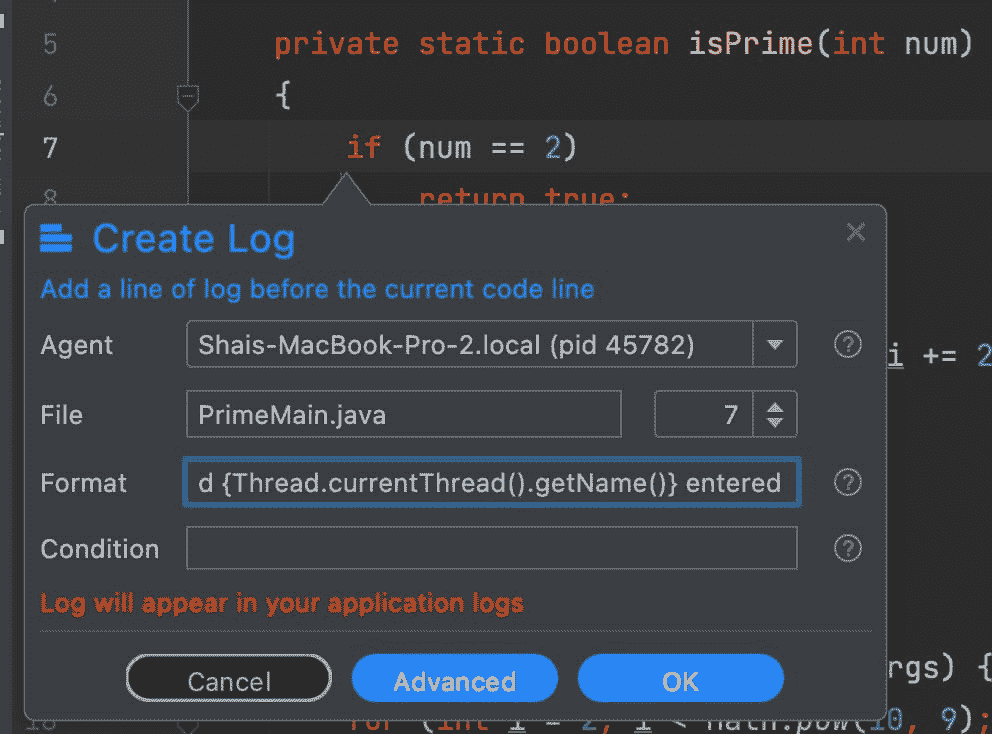 5 private static boolean isPrime(int num)
6 {
7 if (num == 2)
8 return true;
Create Log
Add a line of log before the current code line
Agent Shais-MacBook-Pro-2.local (pid 45782)
i += 2
File PrimeMain.java 7
Format d {Thread.currentThread().getName()} entered
Condition
Log will appear in your application logs
rgs) {
Cancel Advanced OK
for (int i = 2; i < Math.pow(10, 9);